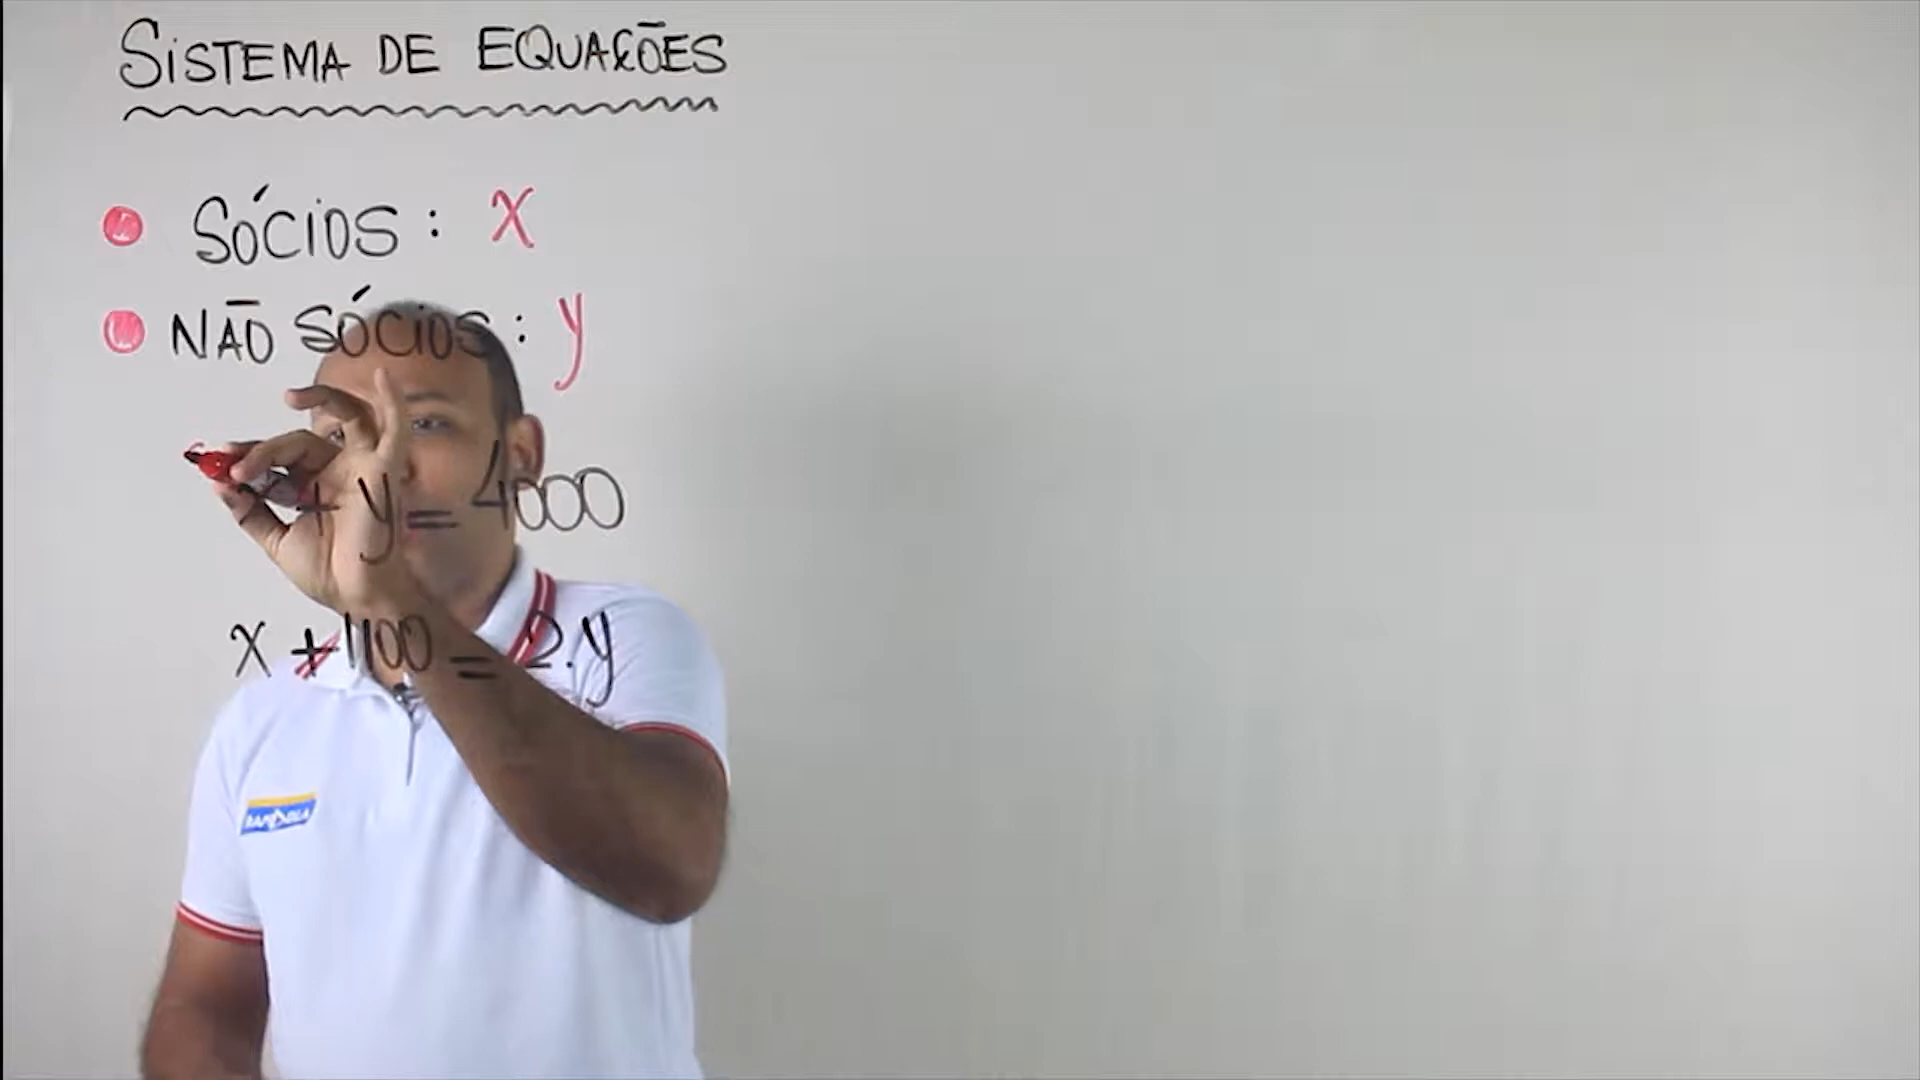 SISTEMA DE EQUAÇÕES
SÓCIOS: x
NÃO SÓCIOS: y
x + y = 4000
x + 1100 = 2.y